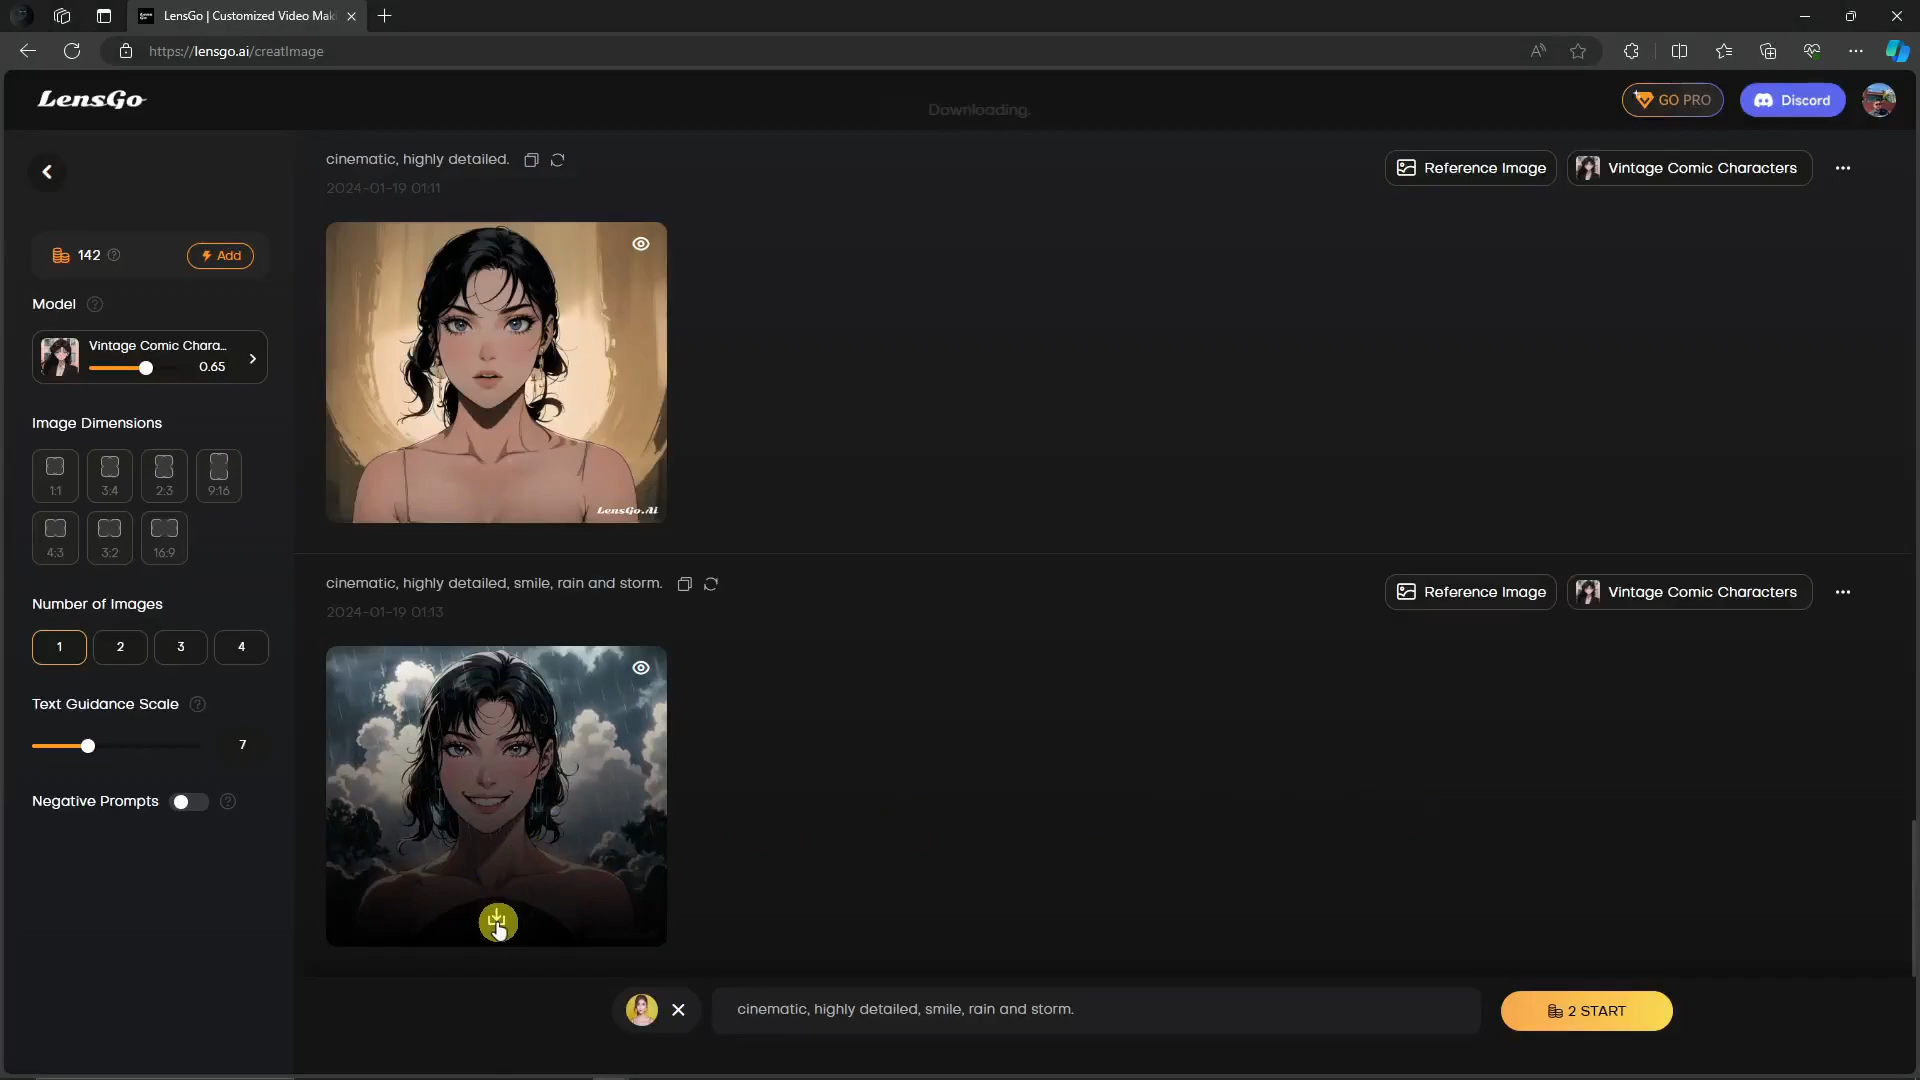 LensGo | Customized Video Mak
https://lensgo.ai/creatImage
LensGo
Downloading.
GO PRO
Discord
cinematic, highly detailed.
2024-01-19 01:11
Reference Image
Vintage Comic Characters
142
Add
Model
Vintage Comic Chara...
0.65
Image Dimensions
1:1
3:4
2:3
9:16
4:3
3:2
16:9
LensGo.Ai
cinematic, highly detailed, smile, rain and storm.
2024-01-19 01:13
Reference Image
Vintage Comic Characters
Number of Images
1
2
3
4
Text Guidance Scale
7
Negative Prompts
cinematic, highly detailed, smile, rain and storm.
2 START